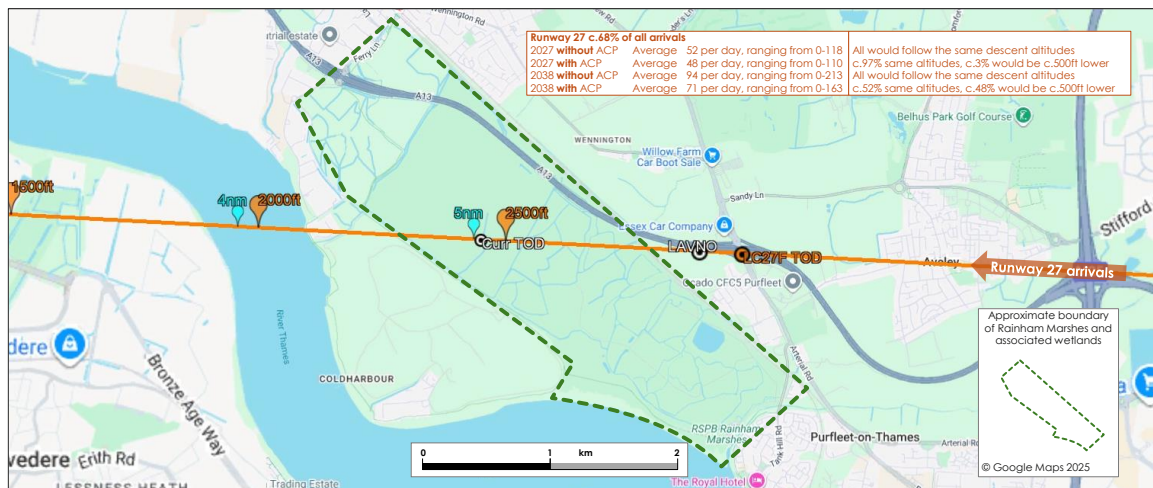 Runway 27 c.68% of all arrivals
2027 without ACP Average 52 per day, ranging from 0-118 All would follow the same descent altitudes
2027 with ACP Average 48 per day, ranging from 0-110 c.97% same altitudes, c.3% would be c.500ft lower
2038 without ACP Average 94 per day, ranging from 0-213 All would follow the same descent altitudes
2038 with ACP Average 71 per day, ranging from 0-163 c.52% same altitudes, c.48% would be c.500ft lower
Wennington Rd
Ferry Ln
A13
Belhus Park Golf Course
WENNINGTON
Willow Farm
Car Boot Sale
A13
Sandy Ln
Stifford
1500ft
4nm
2000ft
5nm
2500ft
Curr TOD
Essex Car Company
LAVNO
LC27F TOD
Aveley
Runway 27 arrivals
Ocado CFC5 Purfleet
River Thames
Bronze Age Way
COLDHARBOUR
Arterial Rd
Approximate boundary
of Rainham Marshes and
associated wetlands
RSPB Rainham
Marshes
Tank Hill Rd
Purfleet-on-Thames
Arterial Rd
km
0 1 2
Erith Rd
LESSNESS HEATH
Trading Estate
The Royal Hotel
© Google Maps 2025